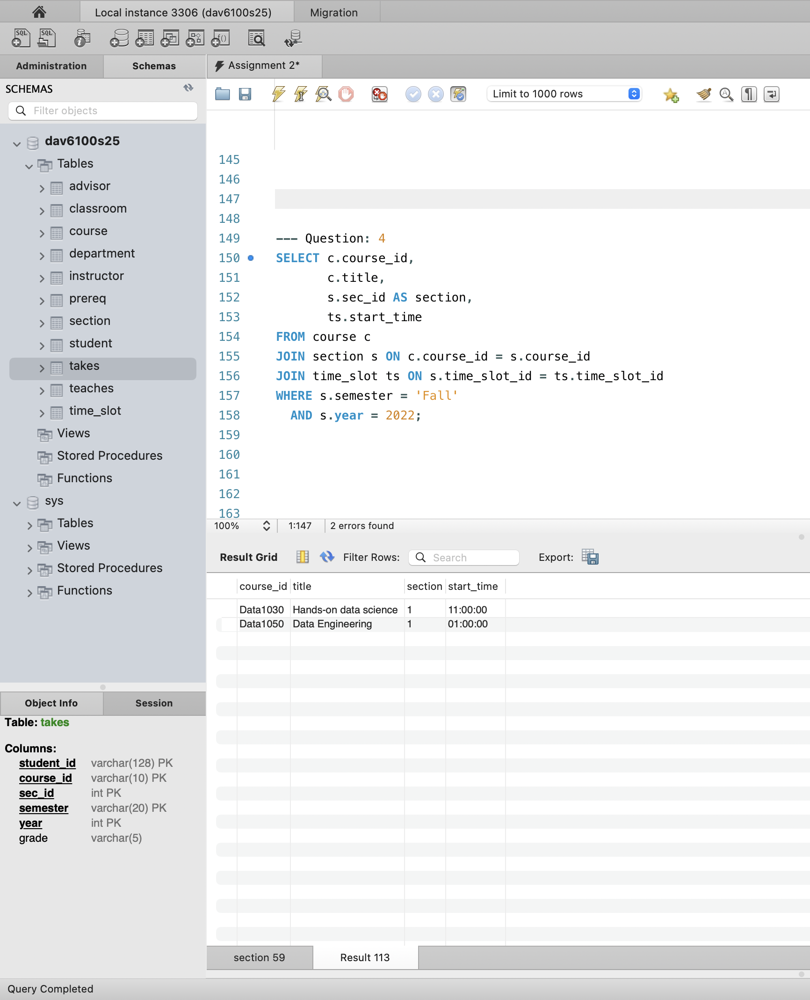 Local instance 3306 (dav6100s25)
Migration
SQL
SQL
f()
Administration
Schemas
Assignment 2*
SCHEMAS
Filter objects
Limit to 1000 rows
dav6100s25
Tables
advisor
classroom
course
department
instructor
prereq
section
student
takes
teaches
time_slot
Views
Stored Procedures
Functions
sys
Tables
Views
Stored Procedures
Functions
145
146
147
148
149 --- Question: 4
150 SELECT c.course_id,
151 c.title,
152 s.sec_id AS section,
153 ts.start_time
154 FROM course c
155 JOIN section s ON c.course_id = s.course_id
156 JOIN time_slot ts ON s.time_slot_id = ts.time_slot_id
157 WHERE s.semester = 'Fall'
158 AND s.year = 2022;
159
160
161
162
163
100% 1:147 2 errors found
Result Grid Filter Rows: Search Export:
course_id title section start_time
Data1030 Hands-on data science 1 11:00:00
Data1050 Data Engineering 1 01:00:00
Object Info
Session
Table: takes
Columns:
student_id varchar(128) PK
course_id varchar(10) PK
sec_id int PK
semester varchar(20) PK
year int PK
grade varchar(5)
section 59
Result 113
Query Completed